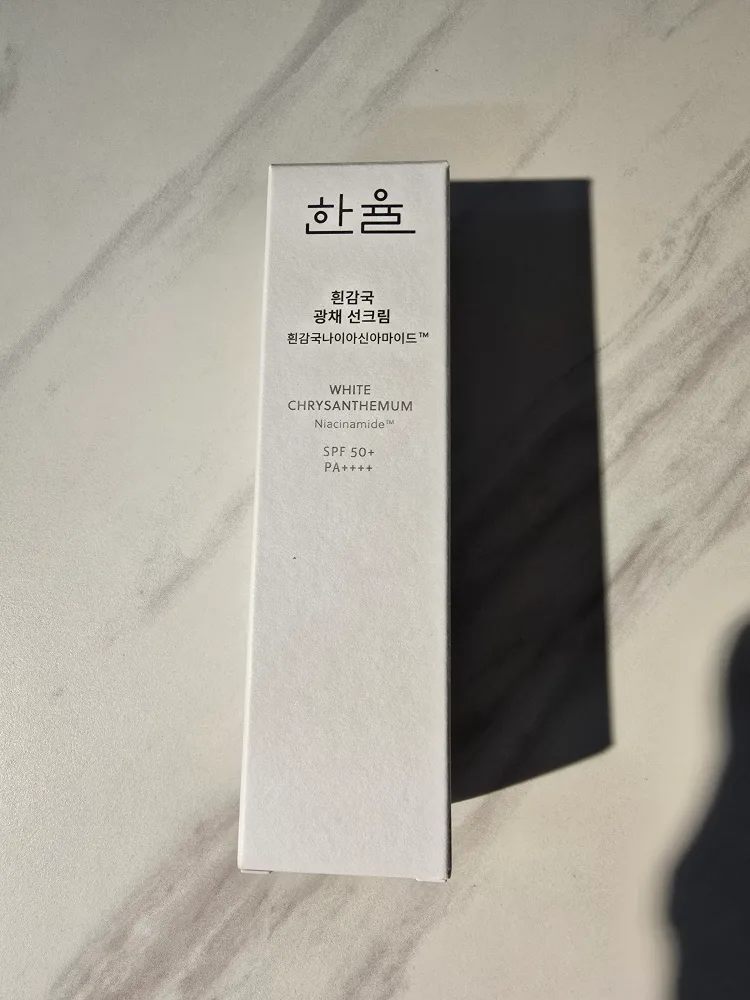 한율
흰감국
광채 선크림
흰감국나이아신아마이드™
WHITE
CHRYSANTHEMUM
Niacinamide™
SPF 50+
PA++++